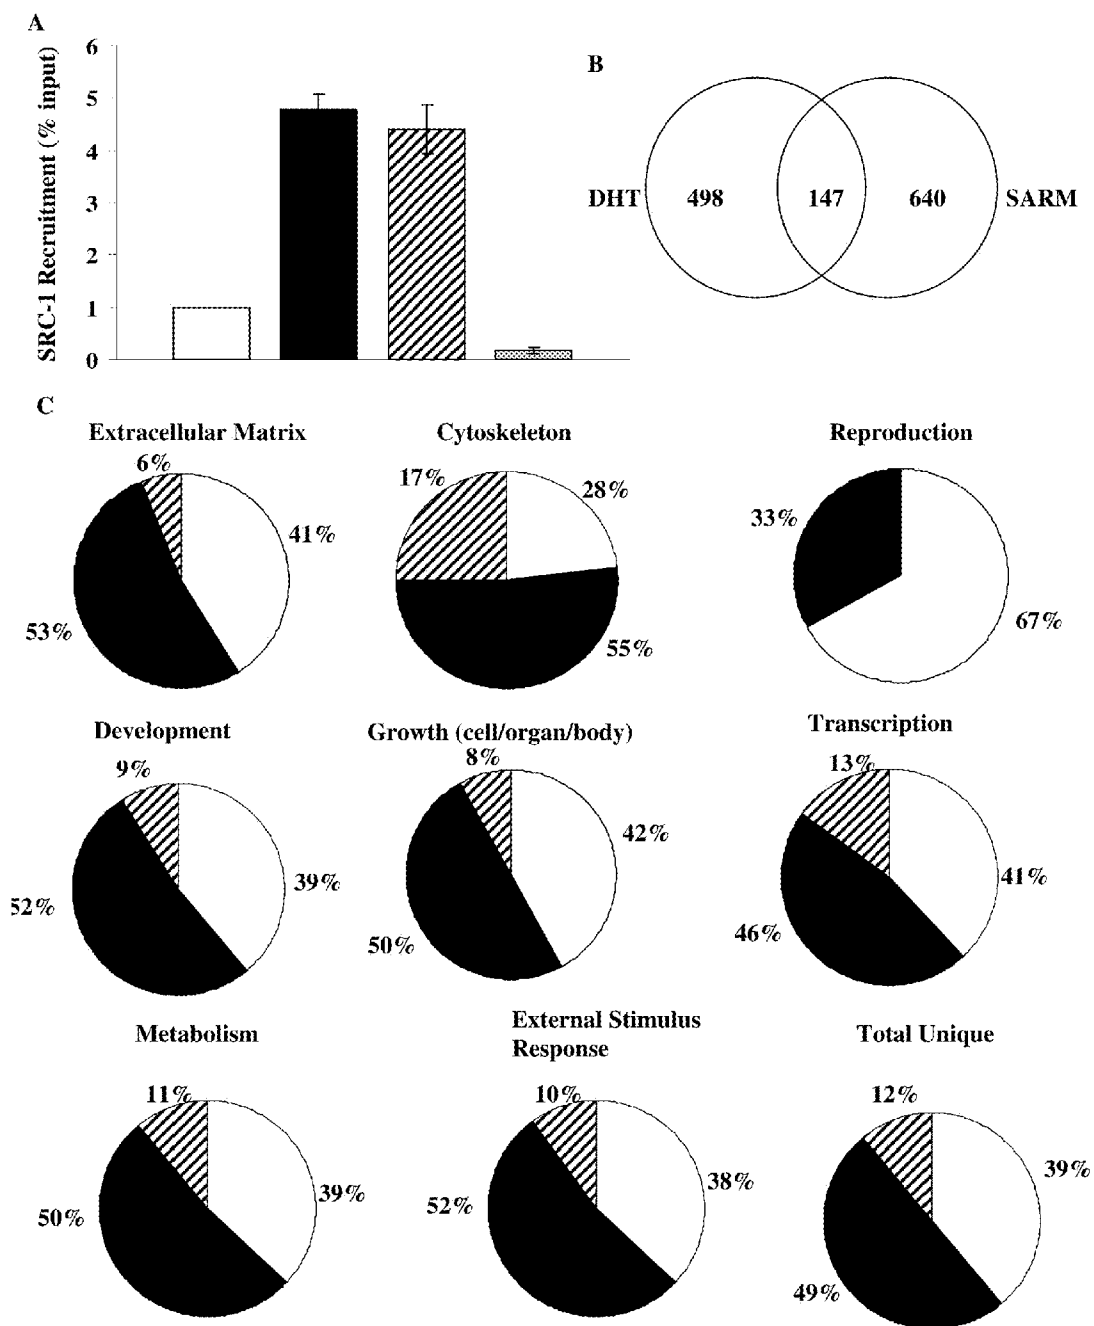 A
SRC-1 Recruitment (% input)
6
5
4
3
2
1
0
B
DHT
498
147
640
SARM
C
Extracellular Matrix
6%
41%
53%
Cytoskeleton
17%
28%
55%
Reproduction
33%
67%
Development
9%
39%
52%
Growth (cell/organ/body)
8%
42%
50%
Transcription
13%
41%
46%
Metabolism
11%
39%
50%
External Stimulus
Response
10%
38%
52%
Total Unique
12%
39%
49%